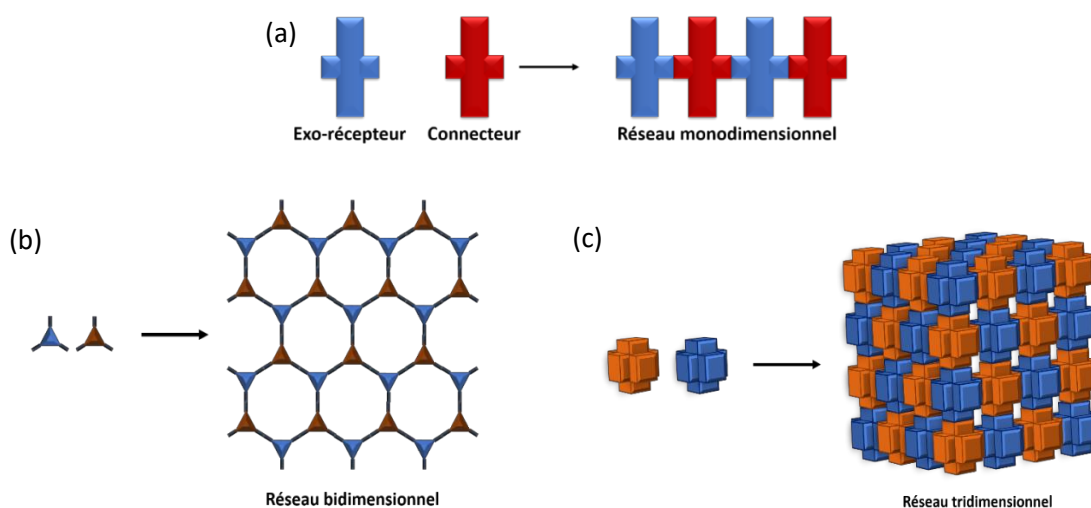 (a)
Exo-récepteur
Connecteur
Réseau monodimensionnel
(b)
(c)
Réseau bidimensionnel
Réseau tridimensionnel